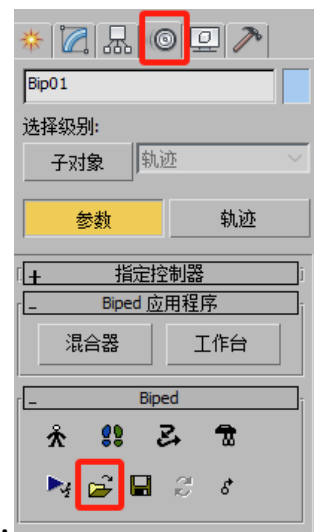 Bip01
选择级别:
子对象 轨迹
参数 轨迹
+ 指定控制器
- Biped 应用程序
混合器 工作台
- Biped